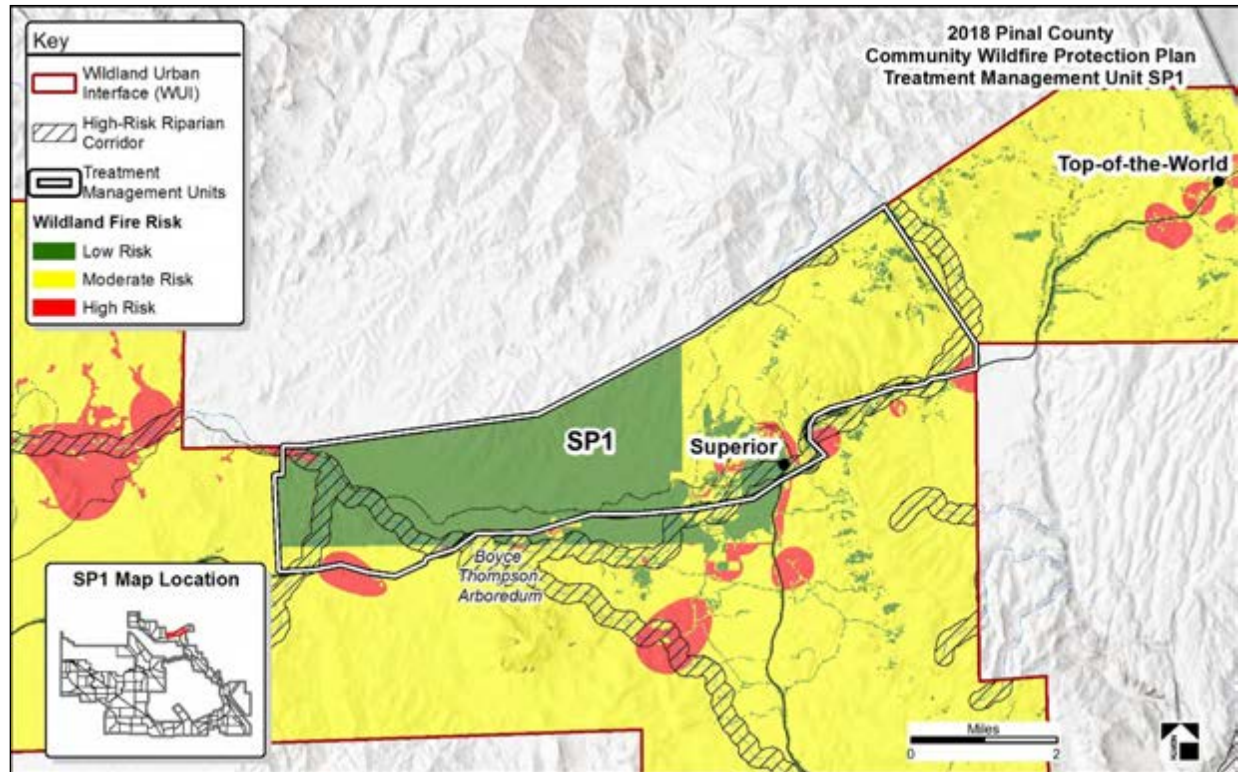 Key
Wildland Urban
Interface (WUI)
High-Risk Riparian
Corridor
Treatment
Management Units
Wildland Fire Risk
Low Risk
Moderate Risk
High Risk
2018 Pinal County
Community Wildfire Protection Plan
Treatment Management Unit SP1
Top-of-the-World
SP1
Superior
Boyce
Thompson
Arboredum
SP1 Map Location
Miles
0
2